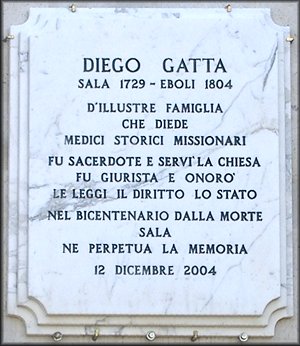 DIEGO GATTA
SALA 1729 - EBOLI 1804
D'ILLUSTRE FAMIGLIA
CHE DIEDE
MEDICI STORICI MISSIONARI
FU SACERDOTE E SERVI' LA CHIESA
FU GIURISTA E ONORO'
LE LEGGI IL DIRITTO LO STATO
NEL BICENTENARIO DALLA MORTE
SALA
NE PERPETUA LA MEMORIA
12 DICEMBRE 2004